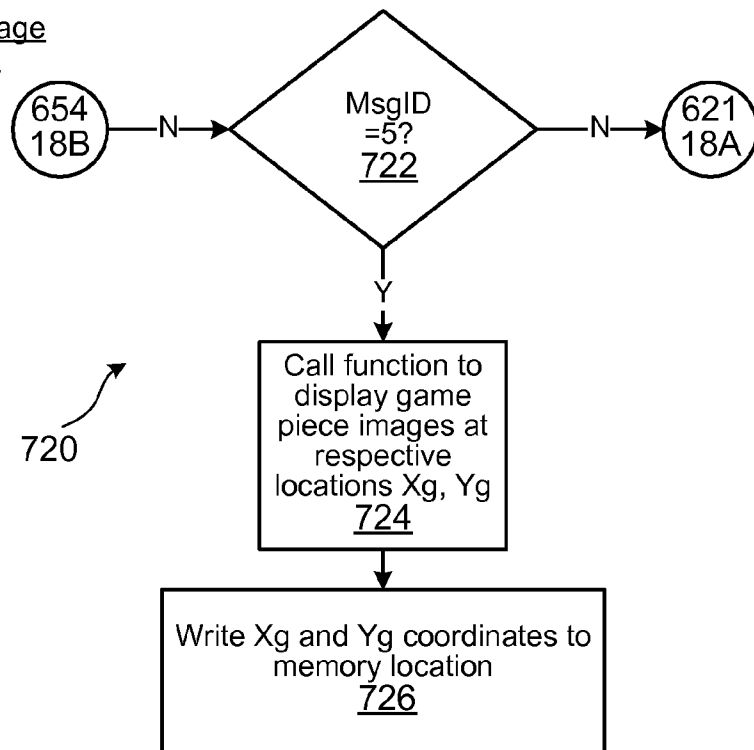 654
18B
N
MsgID
=5?
722
N
621
18A
Y
Call function to
display game
piece images at
respective
locations Xg, Yg
724
720
Write Xg and Yg coordinates to
memory location
726